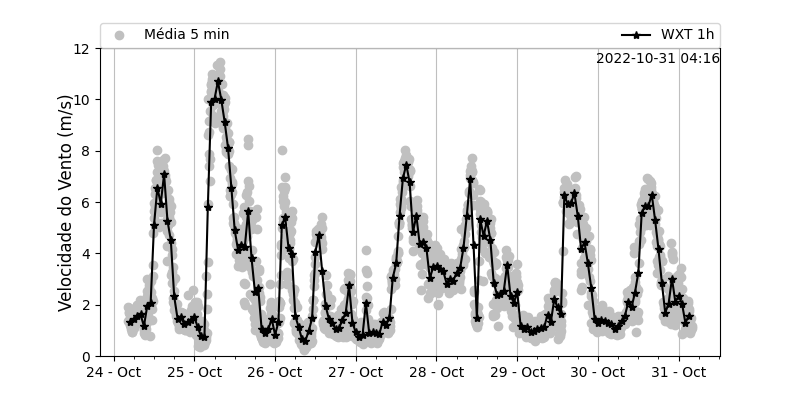 Média 5 min
WXT 1h
2022-10-31 04:16
Velocidade do Vento (m/s)
12
10
8
6
4
2
0
24 - Oct
25 - Oct
26 - Oct
27 - Oct
28 - Oct
29 - Oct
30 - Oct
31 - Oct